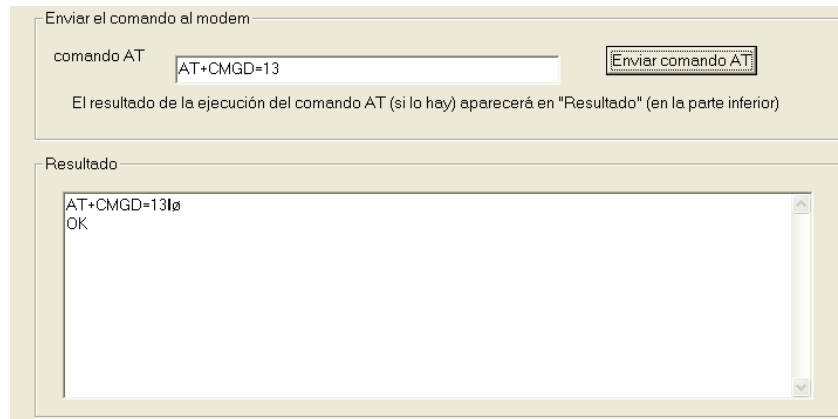 Enviar el comando al modem
comando AT
AT+CMGD=13
Enviar comando AT
El resultado de la ejecución del comando AT (si lo hay) aparecerá en "Resultado" (en la parte inferior)
Resultado
AT+CMGD=13Iø
OK